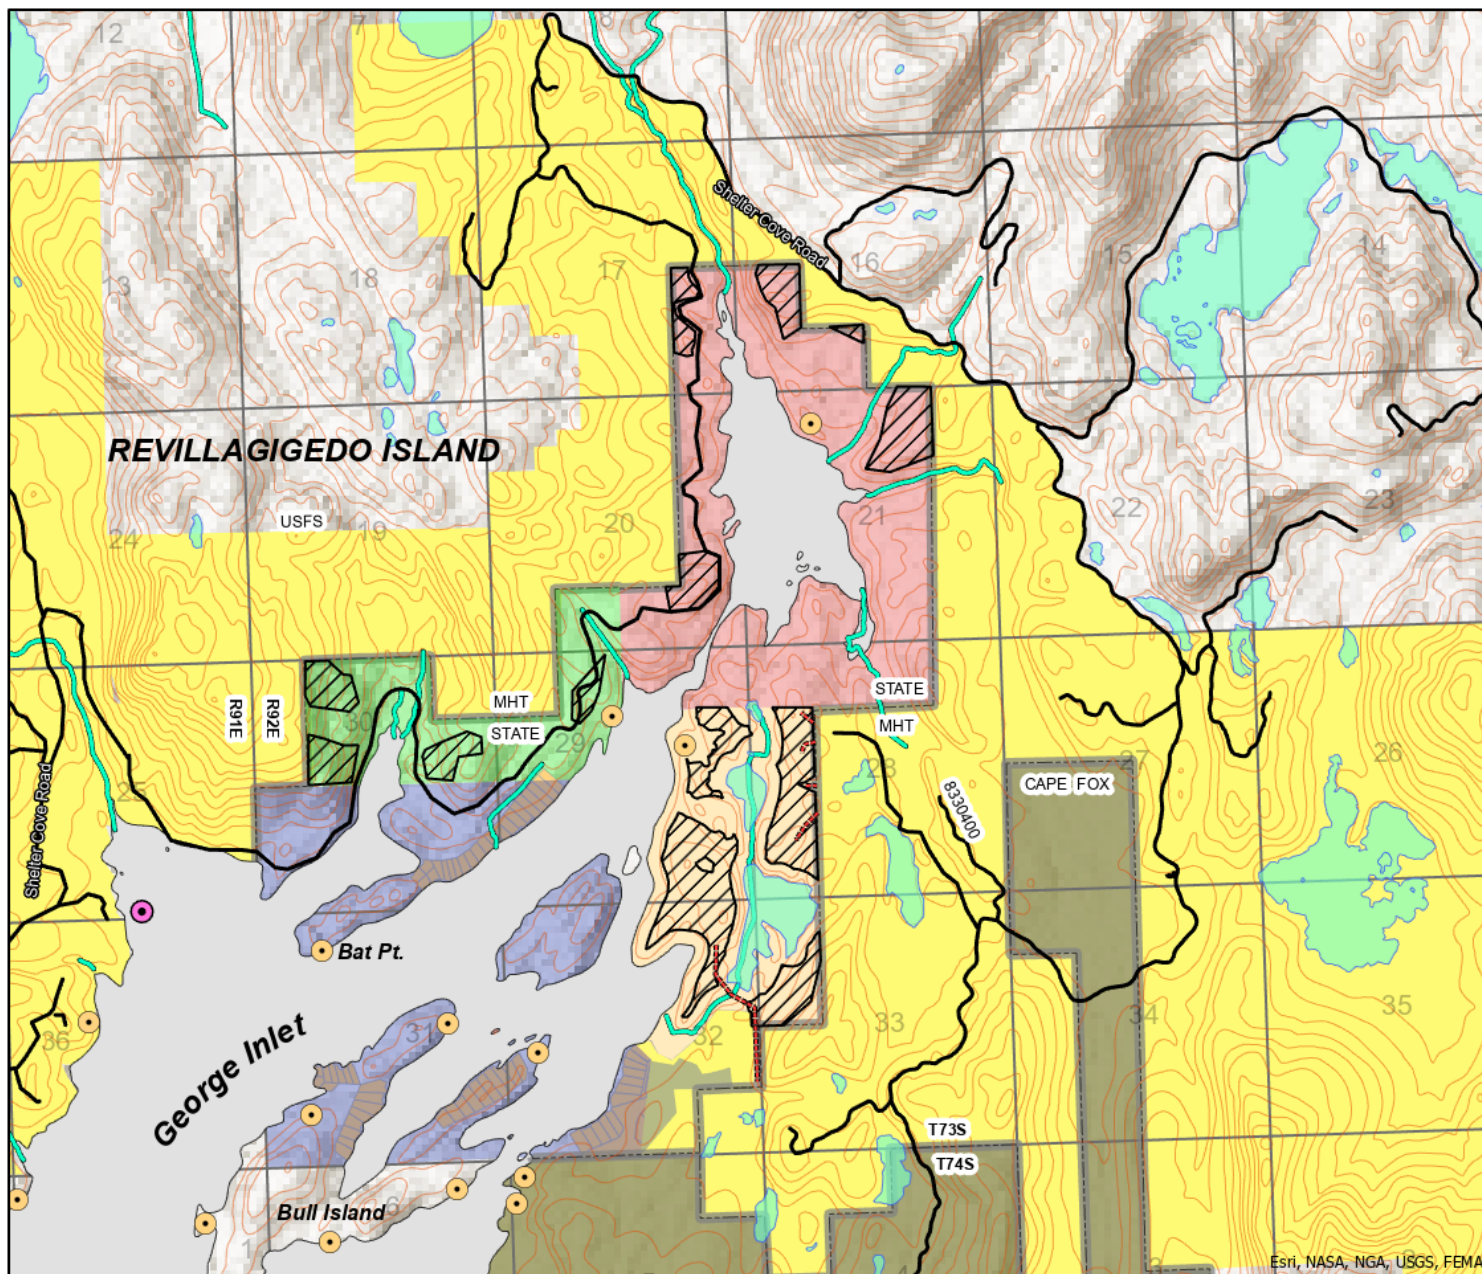 12
7
8
Shelter Cove Road
16
15
14
17
18
13
REVILLAGIGEDO ISLAND
USFS
24
19
20
21
22
23
STATE
MHT
MHT
STATE
R91E
R92E
30
29
28
27
26
25
CAPE FOX
8330400
Shelter Cove Road
Bat Pt.
George Inlet
31
32
33
34
35
36
T73S
T74S
Bull Island
6
1
Esri, NASA, NGA, USGS, FEMA